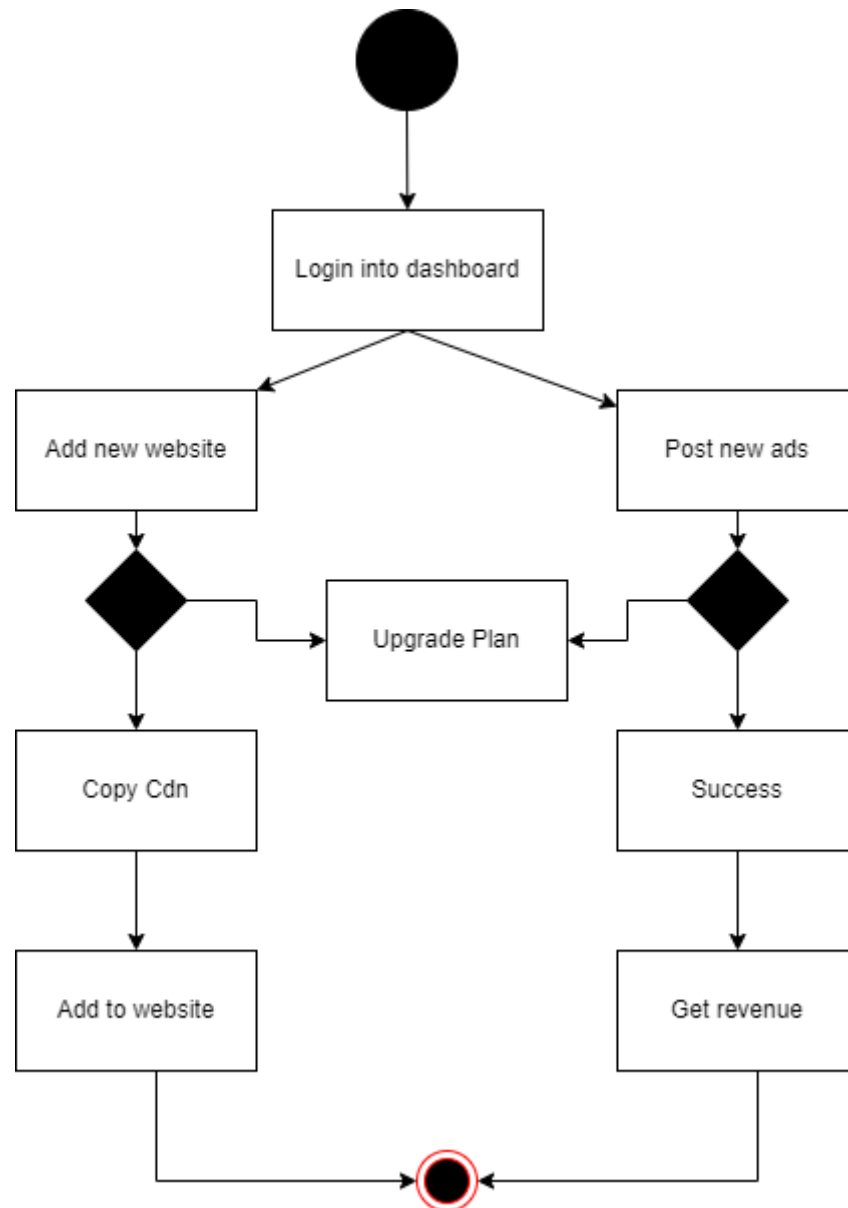 Login into dashboard
Add new website
Post new ads
Upgrade Plan
Copy Cdn
Success
Add to website
Get revenue